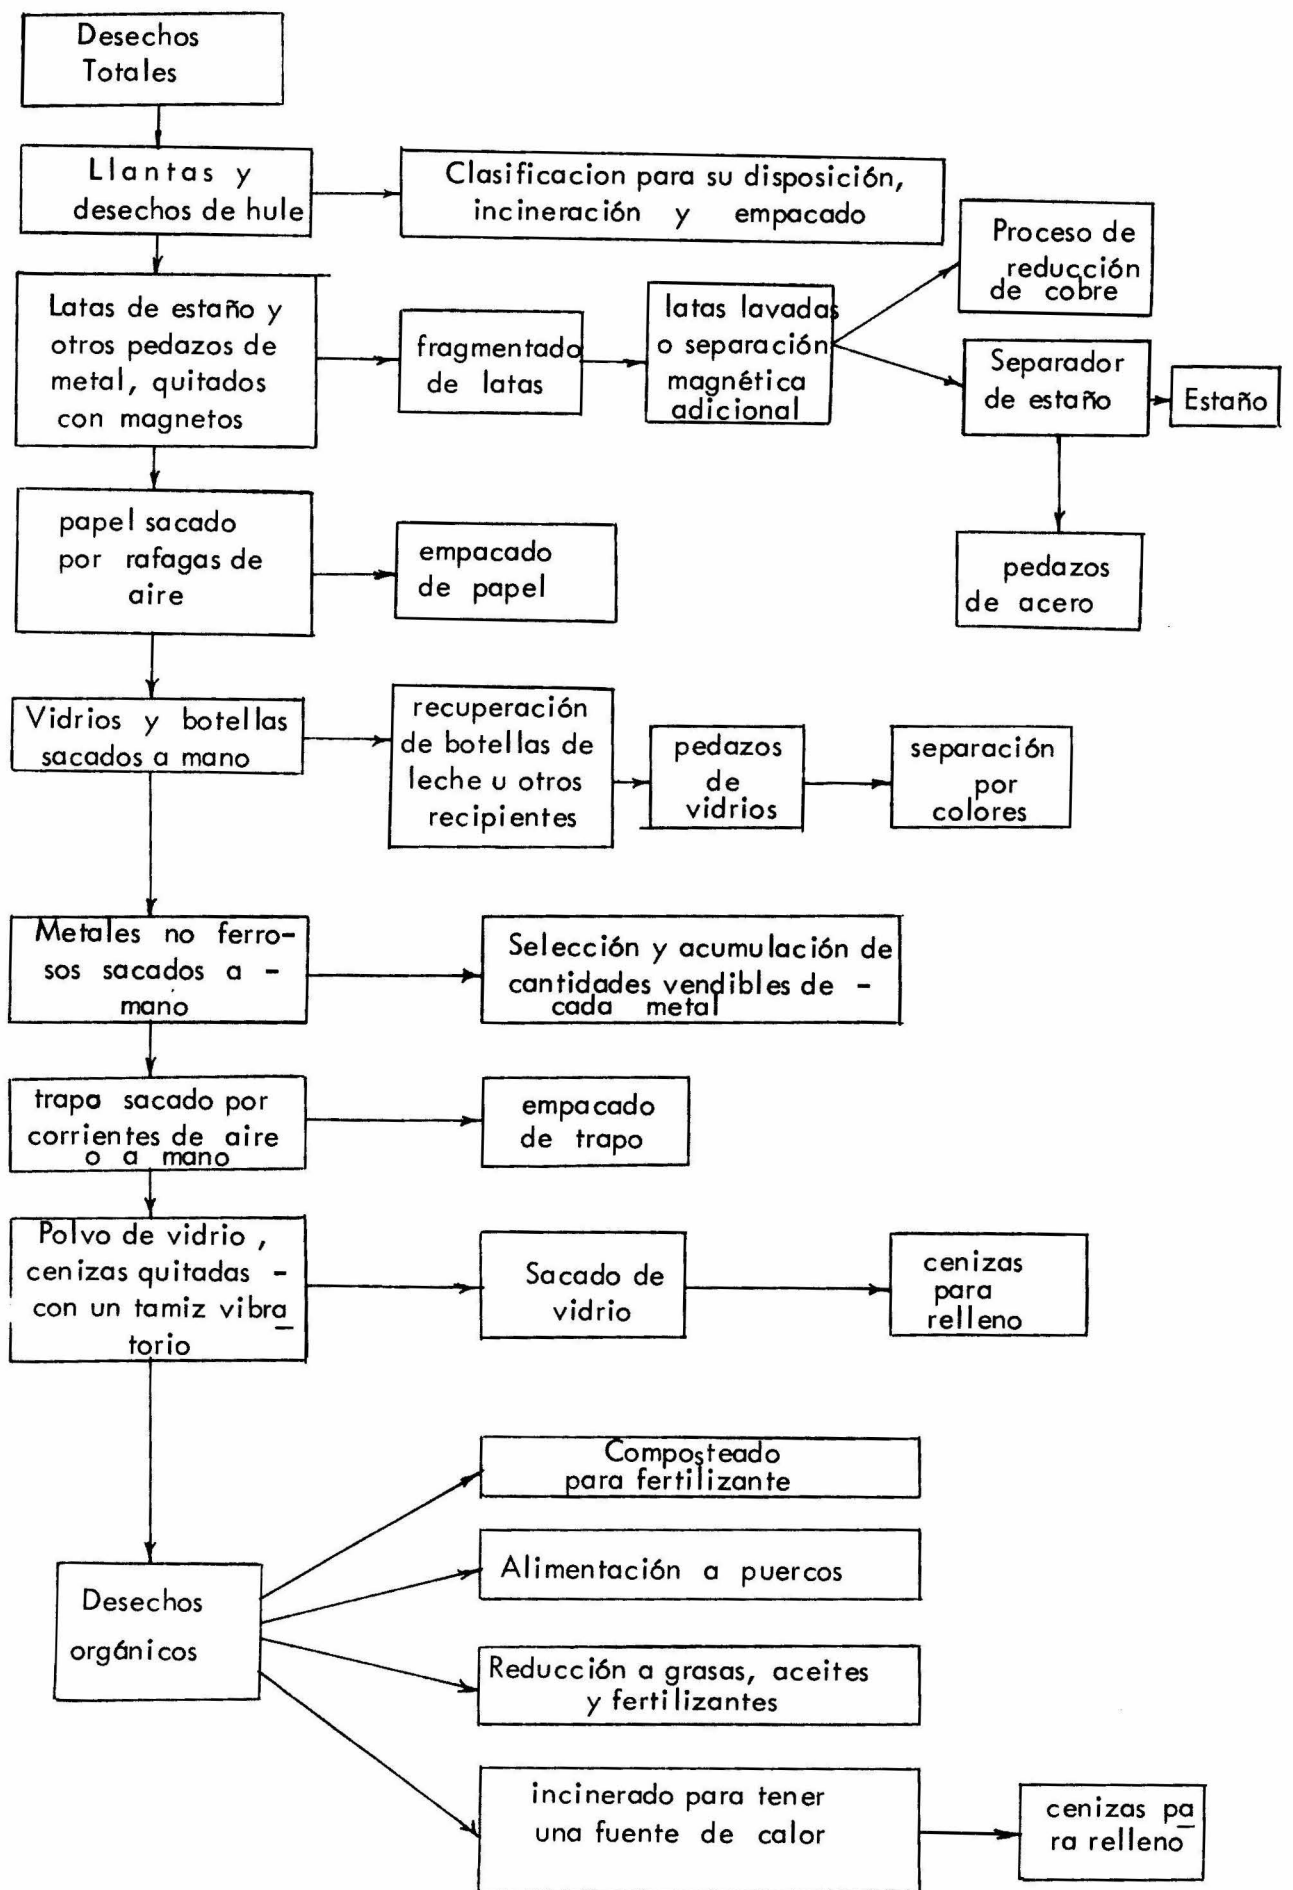 Desechos
Totales
Llantas y
desechos de hule
Clasificacion para su disposición,
incineración y empacado
Latas de estaño y
otros pedazos de
metal, quitados
con magnetos
fragmentado
de latas
latas lavadas
o separación
magnética
adicional
Proceso de
reducción
de cobre
Separador
de estaño
Estaño
pedazos
de acero
papel sacado
por rafagas de
aire
empacado
de papel
Vidrios y botellas
sacados a mano
recuperación
de botellas de
leche u otros
recipientes
pedazos
de
vidrios
separación
por
colores
Metales no ferro-
sos sacados a -
mano
Selección y acumulación de
cantidades vendibles de -
cada metal
trapo sacado por
corrientes de aire
o a mano
empacado
de trapo
Polvo de vidrio ,
cenizas quitadas -
con un tamiz vibra
torio
Sacado de
vidrio
cenizas
para
relleno
Desechos
orgánicos
Composteado
para fertilizante
Alimentación a puercos
Reducción a grasas, aceites
y fertilizantes
incinerado para tener
una fuente de calor
cenizas pa
ra relleno